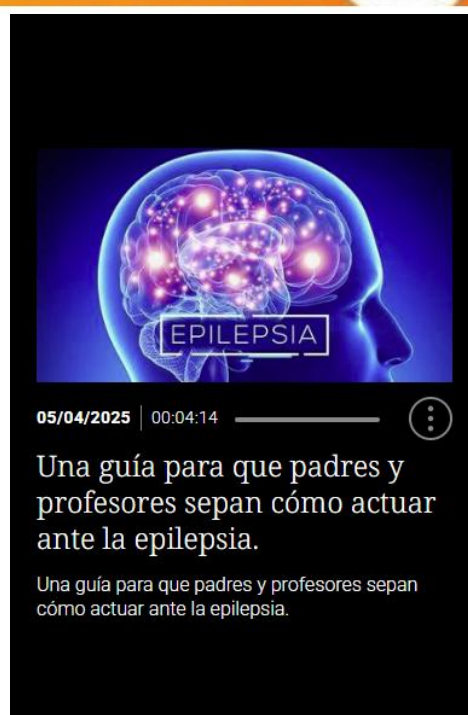 EPILEPSIA
05/04/2025 00:04:14
Una guía para que padres y
profesores sepan cómo actuar
ante la epilepsia.
Una guía para que padres y profesores sepan
cómo actuar ante la epilepsia.